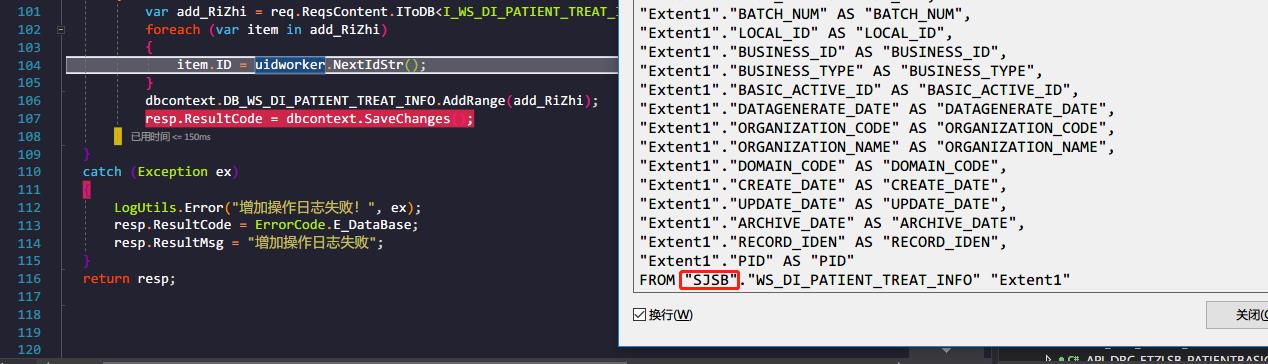 101 var add_RiZhi = req.ReqsContent.IToDB<I_WS_DI_PATIENT_TREAT_I
102 foreach (var item in add_RiZhi)
103 {
104 item.ID = uidworker.NextIdStr();
105 }
106 dbcontext.DB_WS_DI_PATIENT_TREAT_INFO.AddRange(add_RiZhi);
107 resp.ResultCode = dbcontext.SaveChanges();
108 已用时间 <= 150ms
109 }
110 catch (Exception ex)
111 {
112 LogUtils.Error("增加操作日志失败！", ex);
113 resp.ResultCode = ErrorCode.E_DataBase;
114 resp.ResultMsg = "增加操作日志失败";
115 }
116 return resp;
117
118
119
120
"Extent1"."BATCH_NUM" AS "BATCH_NUM",
"Extent1"."LOCAL_ID" AS "LOCAL_ID",
"Extent1"."BUSINESS_ID" AS "BUSINESS_ID",
"Extent1"."BUSINESS_TYPE" AS "BUSINESS_TYPE",
"Extent1"."BASIC_ACTIVE_ID" AS "BASIC_ACTIVE_ID",
"Extent1"."DATAGENERATE_DATE" AS "DATAGENERATE_DATE",
"Extent1"."ORGANIZATION_CODE" AS "ORGANIZATION_CODE",
"Extent1"."ORGANIZATION_NAME" AS "ORGANIZATION_NAME",
"Extent1"."DOMAIN_CODE" AS "DOMAIN_CODE",
"Extent1"."CREATE_DATE" AS "CREATE_DATE",
"Extent1"."UPDATE_DATE" AS "UPDATE_DATE",
"Extent1"."ARCHIVE_DATE" AS "ARCHIVE_DATE",
"Extent1"."RECORD_IDEN" AS "RECORD_IDEN",
"Extent1"."PID" AS "PID"
FROM "SJSB"."WS_DI_PATIENT_TREAT_INFO" "Extent1"
换行(W)
关闭(